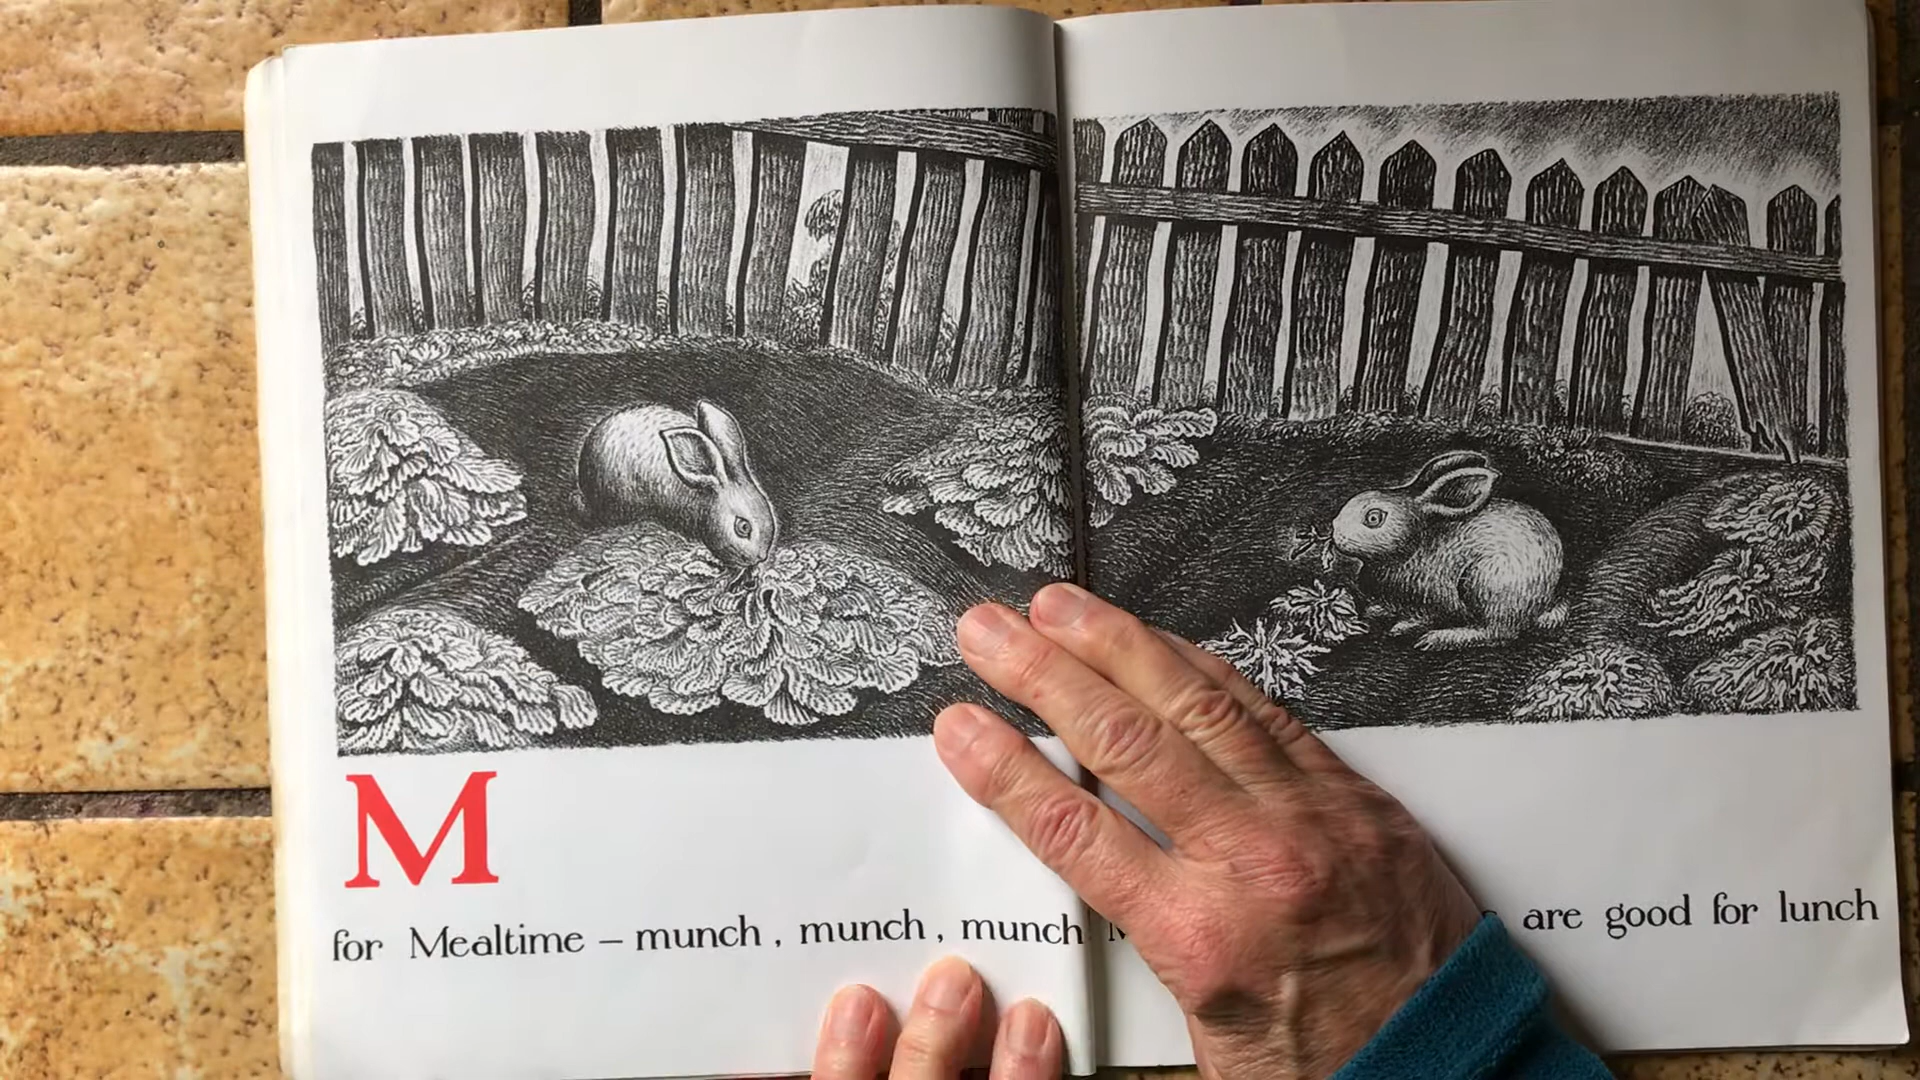 M
for Mealtime – munch, munch, munch
are good for lunch